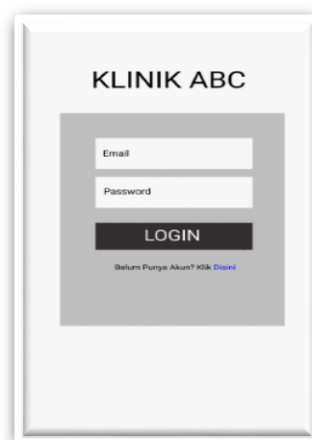 KLINIK ABC
Email
Password
LOGIN
Belum Punya Akun? Klik Disini